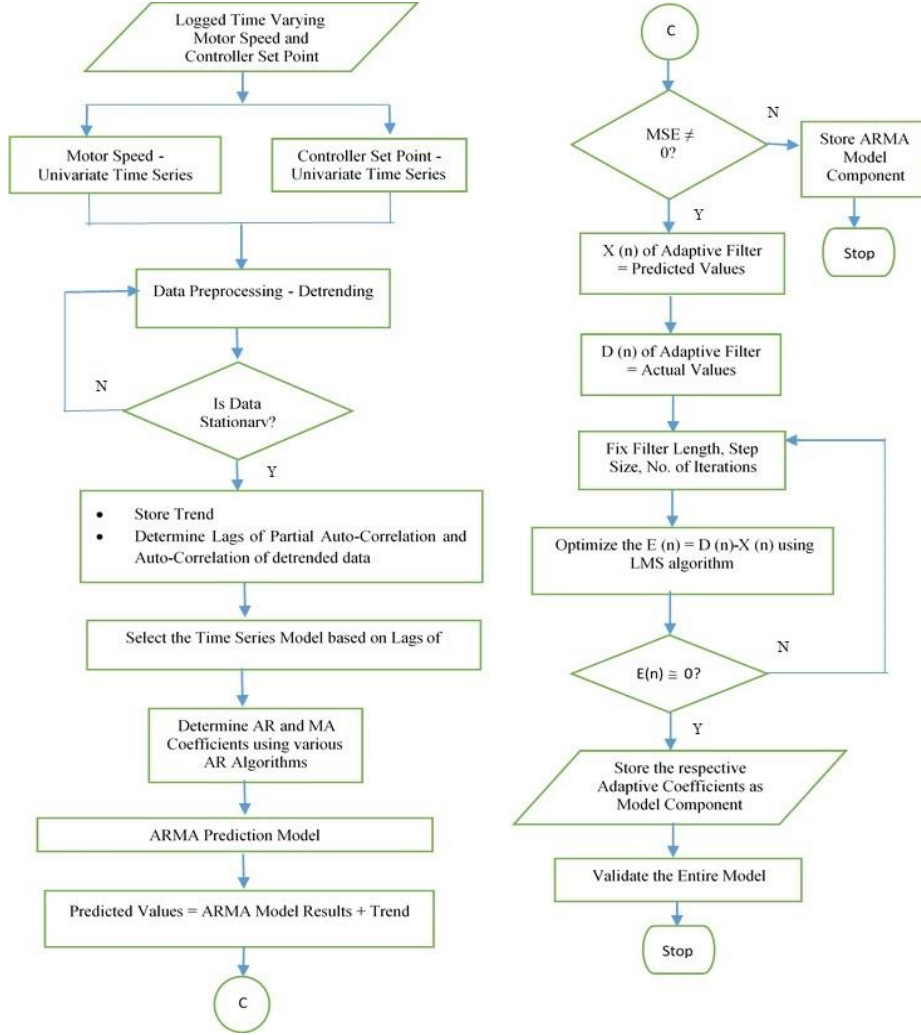 Logged Time Varying
Motor Speed and
Controller Set Point
Motor Speed -
Univariate Time Series
Controller Set Point -
Univariate Time Series
Data Preprocessing - Detrending
N
Is Data
Stationary?
Y
• Store Trend
• Determine Lags of Partial Auto-Correlation and
Auto-Correlation of detrended data
Select the Time Series Model based on Lags of
Determine AR and MA
Coefficients using various
AR Algorithms
ARMA Prediction Model
Predicted Values = ARMA Model Results + Trend
C
C
MSE ≠
0?
N
Store ARMA
Model
Component
Stop
Y
X (n) of Adaptive Filter
= Predicted Values
D (n) of Adaptive Filter
= Actual Values
Fix Filter Length, Step
Size, No. of Iterations
Optimize the E (n) = D (n)-X (n) using
LMS algorithm
E(n) ≅ 0?
N
Y
Store the respective
Adaptive Coefficients as
Model Component
Validate the Entire Model
Stop